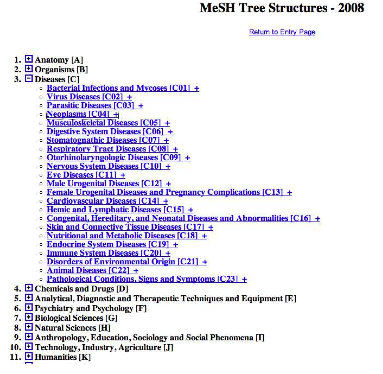 MeSH Tree Structures - 2008
Return to Entry Page
1. + Anatomy [A]
2. + Organisms [B]
3. - Diseases [C]
Bacterial Infections and Mycoses [C01] +
Virus Diseases [C02] +
Parasitic Diseases [C03] +
Neoplasms [C04] +
Musculoskeletal Diseases [C05] +
Digestive System Diseases [C06] +
Stomatognathic Diseases [C07] +
Respiratory Tract Diseases [C08] +
Otorhinolaryngologic Diseases [C09] +
Nervous System Diseases [C10] +
Eye Diseases [C11] +
Male Urogenital Diseases [C12] +
Female Urogenital Diseases and Pregnancy Complications [C13] +
Cardiovascular Diseases [C14] +
Hemic and Lymphatic Diseases [C15] +
Congenital, Hereditary, and Neonatal Diseases and Abnormalities [C16] +
Skin and Connective Tissue Diseases [C17] +
Nutritional and Metabolic Diseases [C18] +
Endocrine System Diseases [C19] +
Immune System Diseases [C20] +
Disorders of Environmental Origin [C21] +
Animal Diseases [C22] +
Pathological Conditions, Signs and Symptoms [C23] +
4. + Chemicals and Drugs [D]
5. + Analytical, Diagnostic and Therapeutic Techniques and Equipment [E]
6. + Psychiatry and Psychology [F]
7. + Biological Sciences [G]
8. + Natural Sciences [H]
9. + Anthropology, Education, Sociology and Social Phenomena [I]
10. + Technology, Industry, Agriculture [J]
11. + Humanities [K]